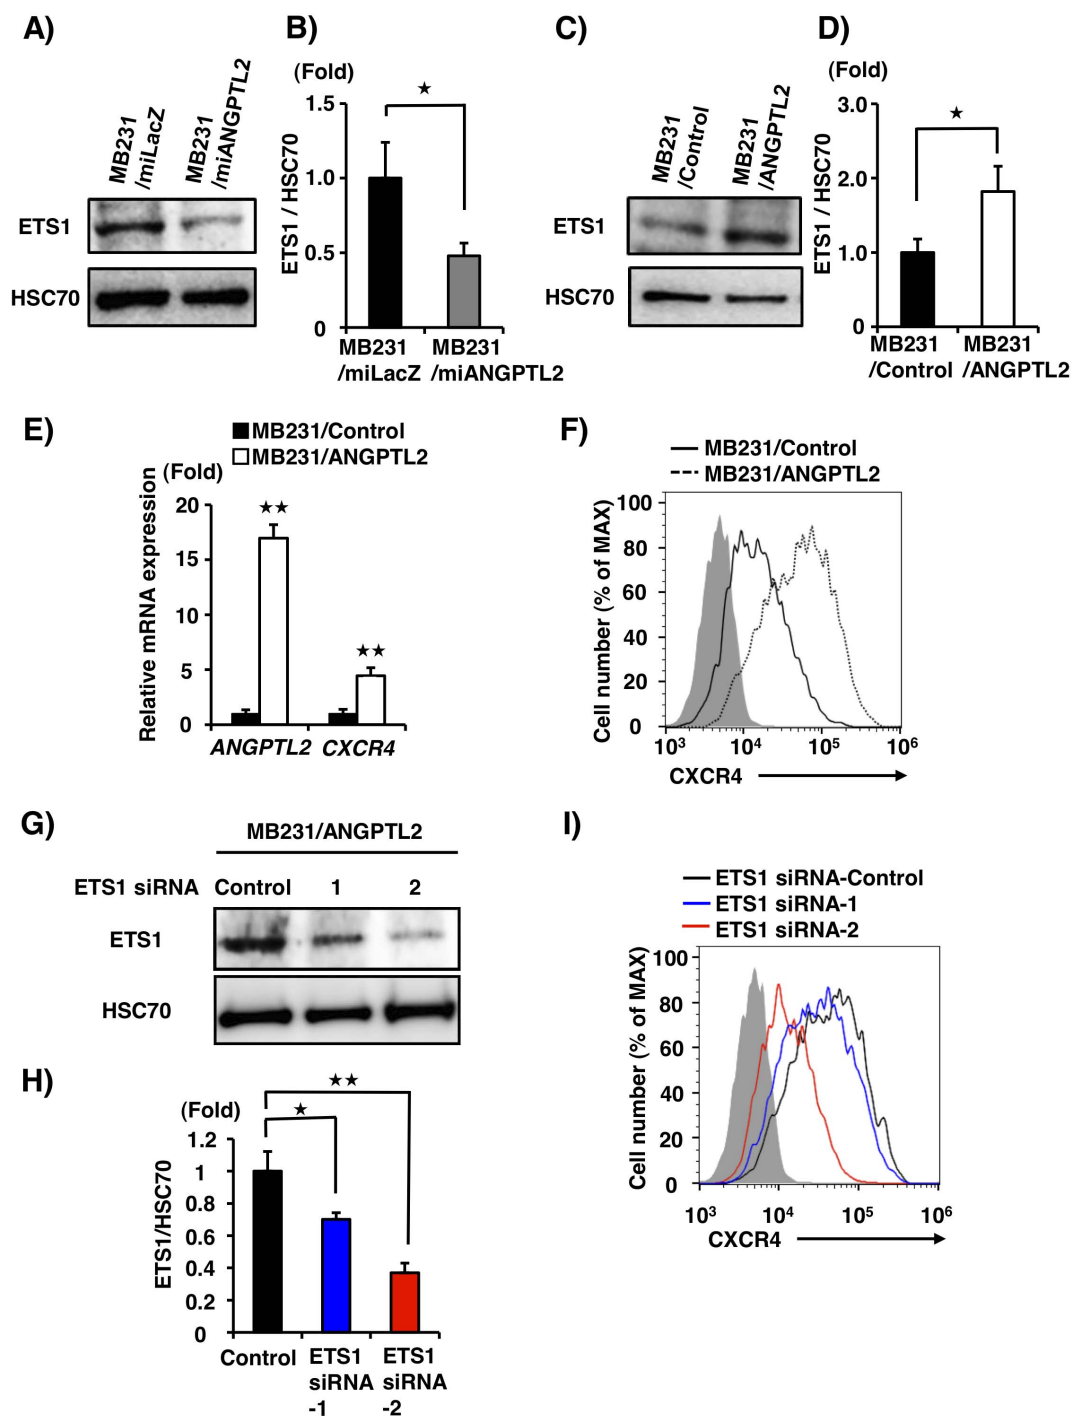 A)
MB231
/miLacZ
MB231
/miANGPTL2
ETS1
HSC70
B)
(Fold)
★
ETS1 / HSC70
1.5
1.0
0.5
0
MB231
/miLacZ
MB231
/miANGPTL2
C)
MB231
/Control
MB231
/ANGPTL2
ETS1
HSC70
D)
(Fold)
★
ETS1 / HSC70
3.0
2.0
1.0
0
MB231
/Control
MB231
/ANGPTL2
E)
MB231/Control
MB231/ANGPTL2
(Fold)
Relative mRNA expression
20
15
10
5
0
★★
★★
ANGPTL2
CXCR4
F)
MB231/Control
MB231/ANGPTL2
Cell number (% of MAX)
100
80
60
40
20
0
10³
10⁴
10⁵
10⁶
CXCR4
G)
MB231/ANGPTL2
ETS1 siRNA Control 1 2
ETS1
HSC70
H)
(Fold)
★★
★
ETS1/HSC70
1.2
1
0.8
0.6
0.4
0.2
0
Control
ETS1
siRNA
-1
ETS1
siRNA
-2
I)
ETS1 siRNA-Control
ETS1 siRNA-1
ETS1 siRNA-2
Cell number (% of MAX)
100
80
60
40
20
0
10³
10⁴
10⁵
10⁶
CXCR4